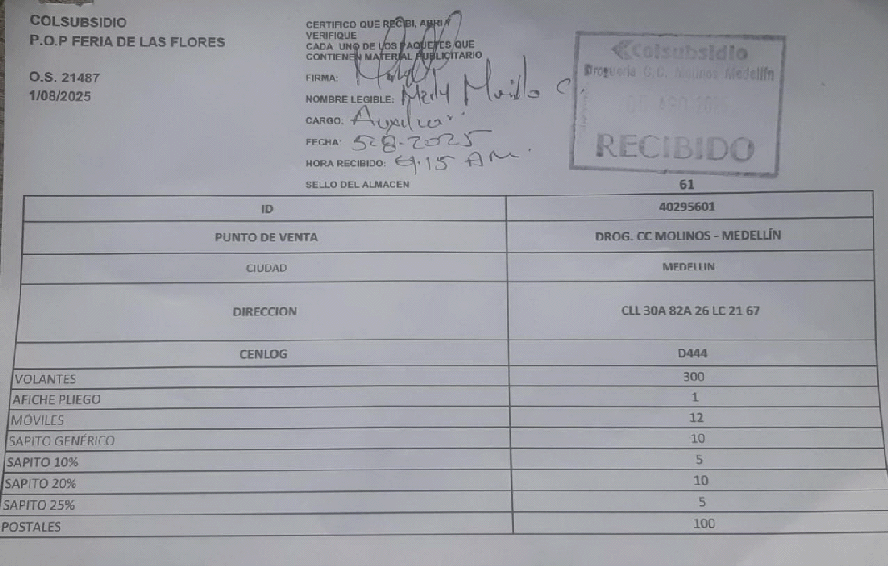 COLSUBSIDIO
P.O.P FERIA DE LAS FLORES
O.S. 21487
1/08/2025
CERTIFICO QUE RECIBI, ABRIA
VERIFIQUE
CADA UNO DE LOS PAQUETES QUE
CONTIENEN MATERIAL PUBLICITARIO
FIRMA:
NOMBRE LEGIBLE:
CARGO:
FECHA: 528-2025
HORA RECIBIDO: 9:15 AM.
SELLO DEL ALMACEN
Colsubsidio
Droguería C.C. Molinos Medellín
RECIBIDO
61
ID 40295601
PUNTO DE VENTA DROG. CC MOLINOS - MEDELLÍN
CIUDAD MEDELLIN
DIRECCION CLL 30A 82A 26 LC 21 67
CENLOG D444
VOLANTES 300
AFICHE PLIEGO 1
MOVILES 12
SAPITO GENÉRICO 10
SAPITO 10% 5
SAPITO 20% 10
SAPITO 25% 5
POSTALES 100